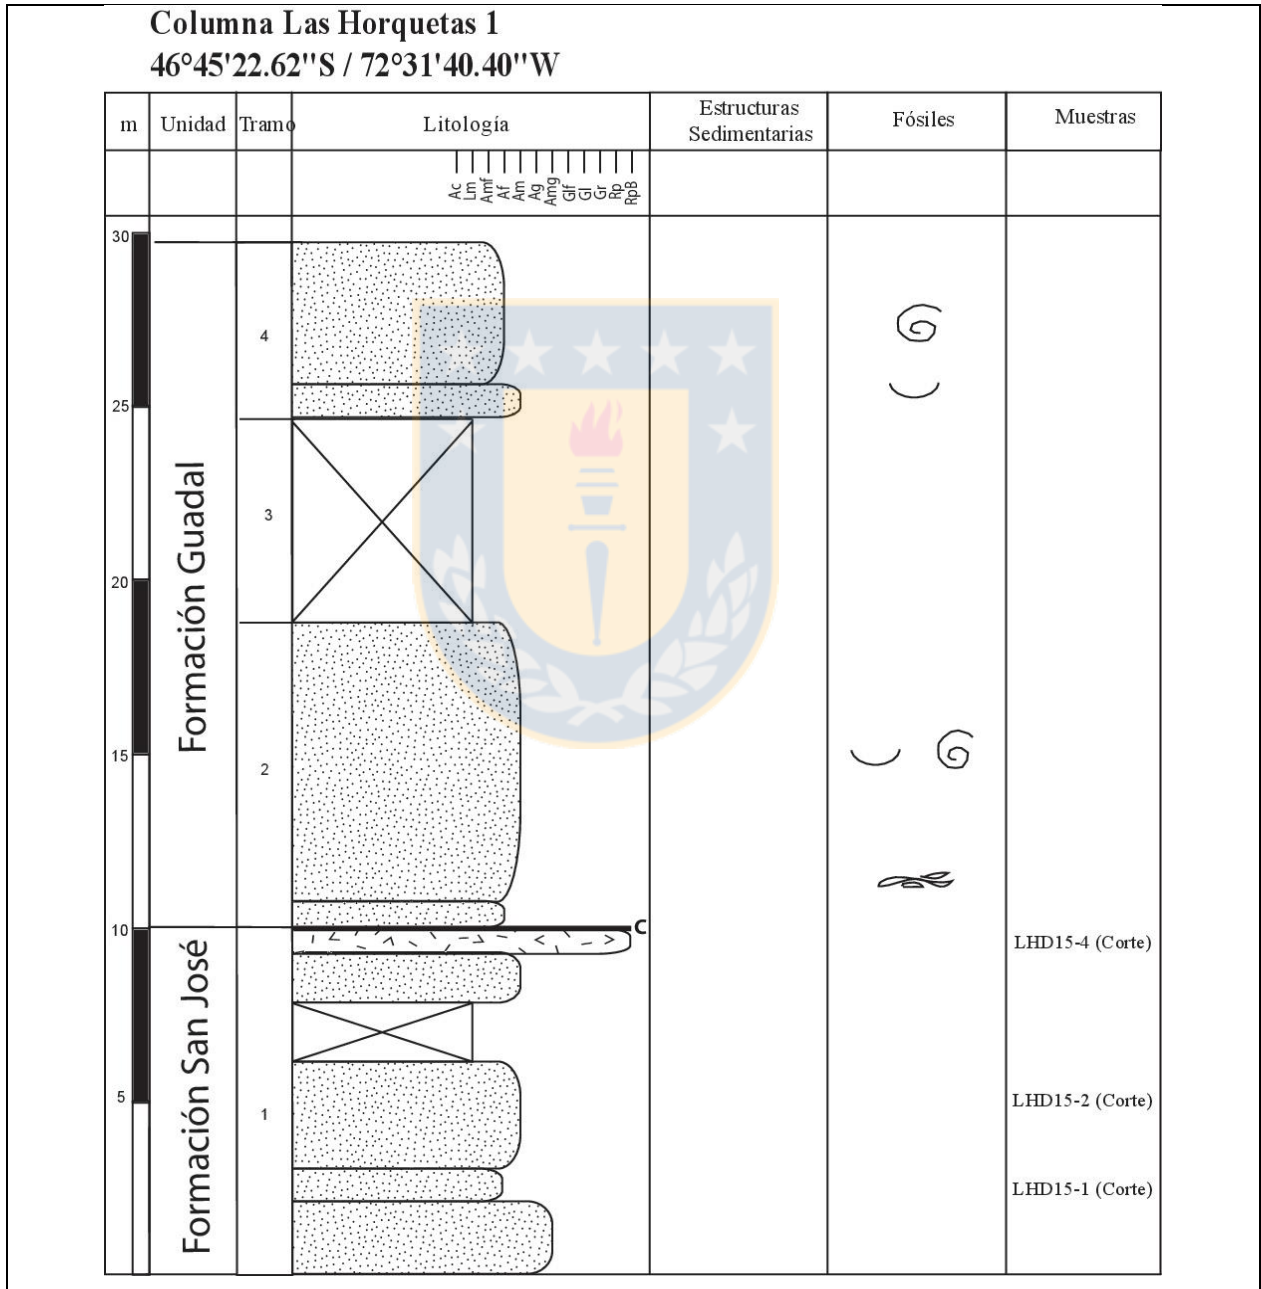 Columna Las Horquetas 1
46°45'22.62"S / 72°31'40.40"W
m Unidad Tramo Litología Estructuras Sedimentarias Fósiles Muestras
Ac Lm Amf Af Am Ag Amg Glf Gl Gr Rp RpB
30
4
25
Formación Guadal
3
20
15
2
10
C
LHD15-4 (Corte)
Formación San José
5
1
LHD15-2 (Corte)
LHD15-1 (Corte)